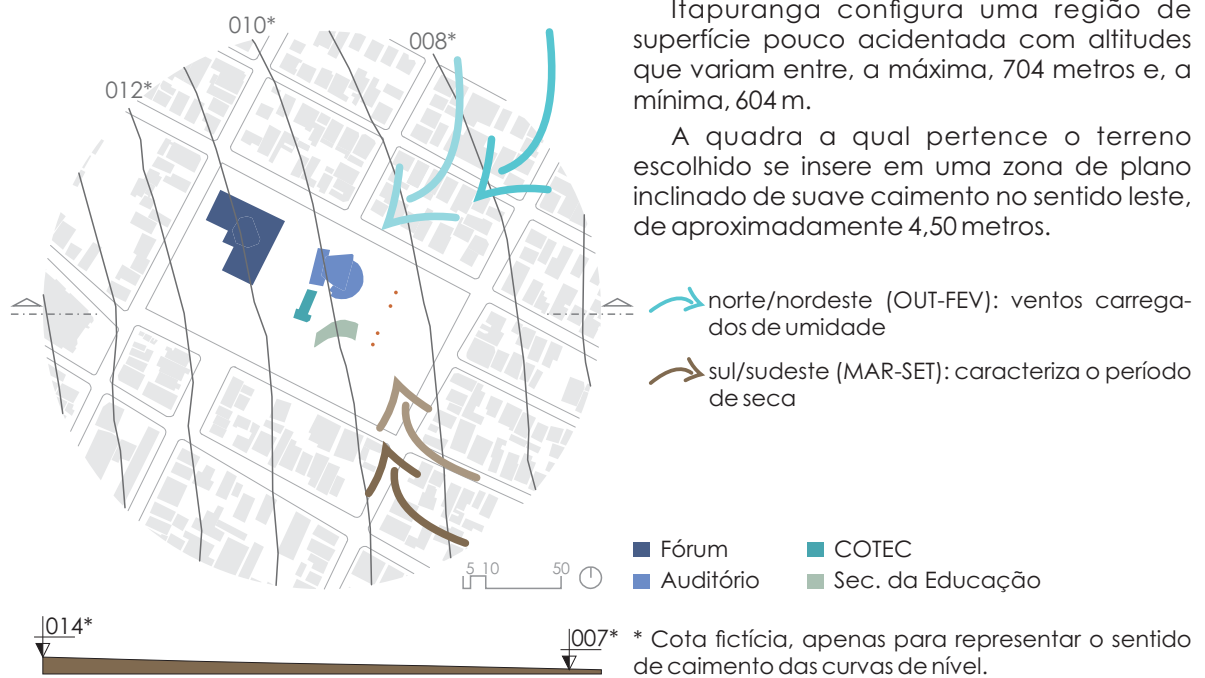 Itapuranga configura uma região de
superfície pouco acidentada com altitudes
que variam entre, a máxima, 704 metros e, a
mínima, 604 m.
A quadra a qual pertence o terreno
escolhido se insere em uma zona de plano
inclinado de suave caimento no sentido leste,
de aproximadamente 4,50 metros.
010*
008*
012*
norte/nordeste (OUT-FEV): ventos carrega-
dos de umidade
sul/sudeste (MAR-SET): caracteriza o período
de seca
5 10 50
Fórum
COTEC
Auditório
Sec. da Educação
014*
007*
* Cota fictícia, apenas para representar o sentido
de caimento das curvas de nível.